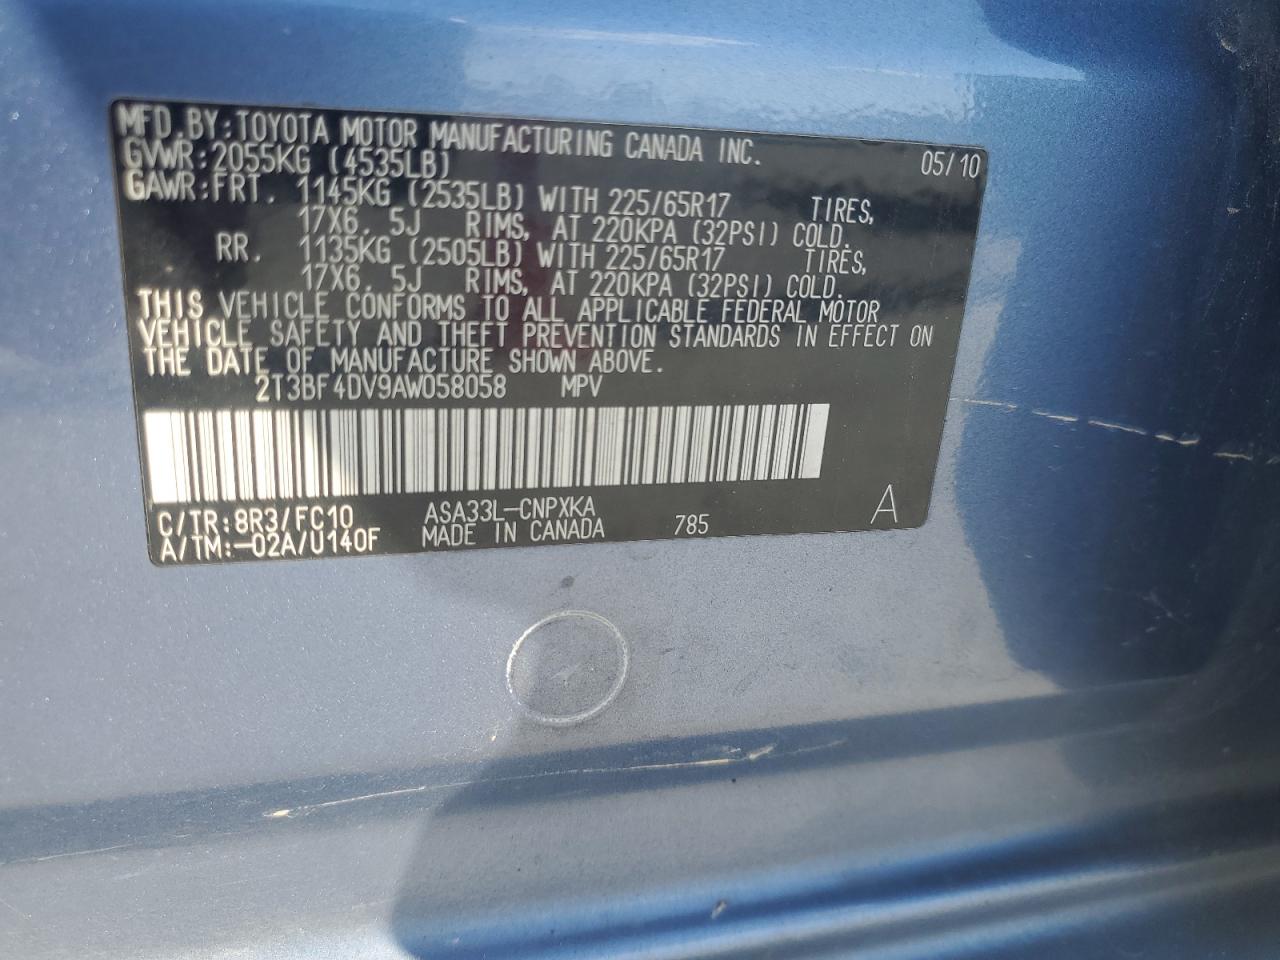 MFD.BY:TOYOTA MOTOR MANUFACTURING CANADA INC. 05/10
GVWR:2055KG (4535LB)
GAWR:FRT. 1145KG (2535LB) WITH 225/65R17 TIRES,
17X6.5J RIMS, AT 220KPA (32PSI) COLD.
RR. 1135KG (2505LB) WITH 225/65R17 TIRES,
17X6.5J RIMS, AT 220KPA (32PSI) COLD.
THIS VEHICLE CONFORMS TO ALL APPLICABLE FEDERAL MOTOR
VEHICLE SAFETY AND THEFT PREVENTION STANDARDS IN EFFECT ON
THE DATE OF MANUFACTURE SHOWN ABOVE.
2T3BF4DV9AW058058 MPV
C/TR:8R3/FC10 ASA33L-CNPXKA
A/TM:-02A/U140F MADE IN CANADA 785 A